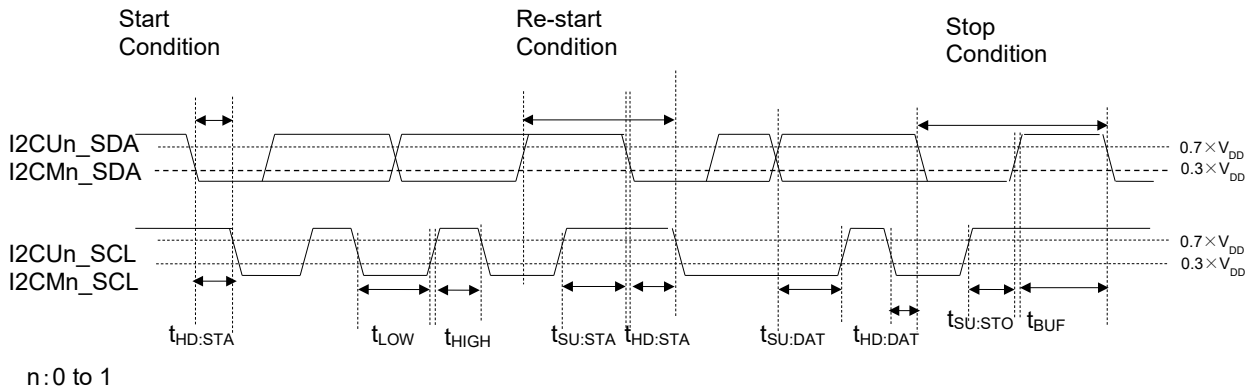 Start
Condition
Re-start
Condition
Stop
Condition
I2CUn_SDA
I2CMn_SDA
0.7×VDD
0.3×VDD
I2CUn_SCL
I2CMn_SCL
0.7×VDD
0.3×VDD
tHD:STA
tLOW
tHIGH
tSU:STA
tHD:STA
tSU:DAT
tHD:DAT
tSU:STO
tBUF
n:0 to 1